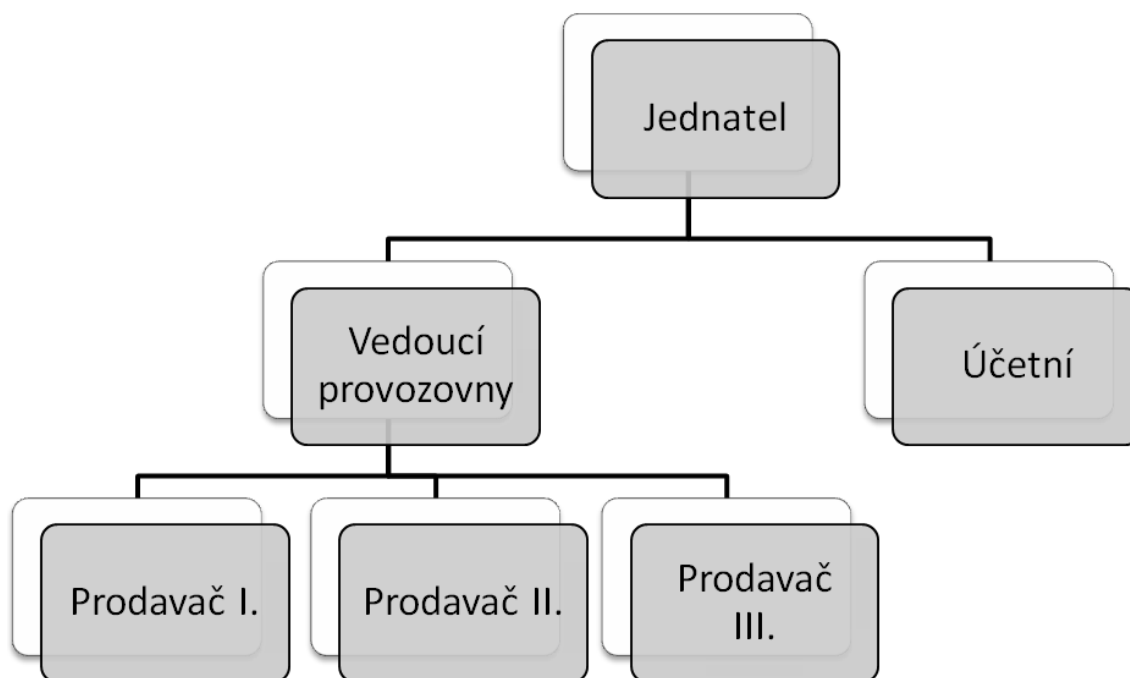 Jednatel
Vedoucí
provozovny
Účetní
Prodavač I.
Prodavač II.
Prodavač
III.